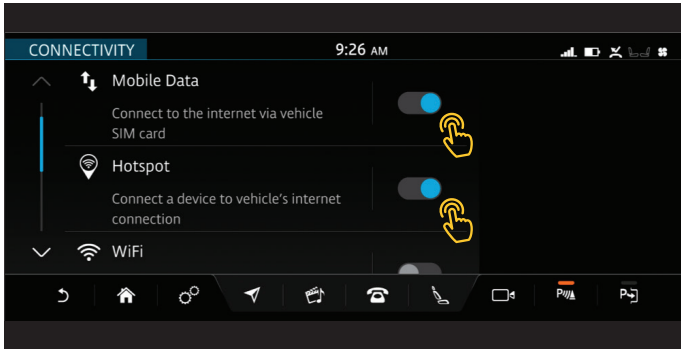 CONNECTIVITY 9:26 AM
Mobile Data
Connect to the internet via vehicle
SIM card
Hotspot
Connect a device to vehicle's internet
connection
WiFi
P P